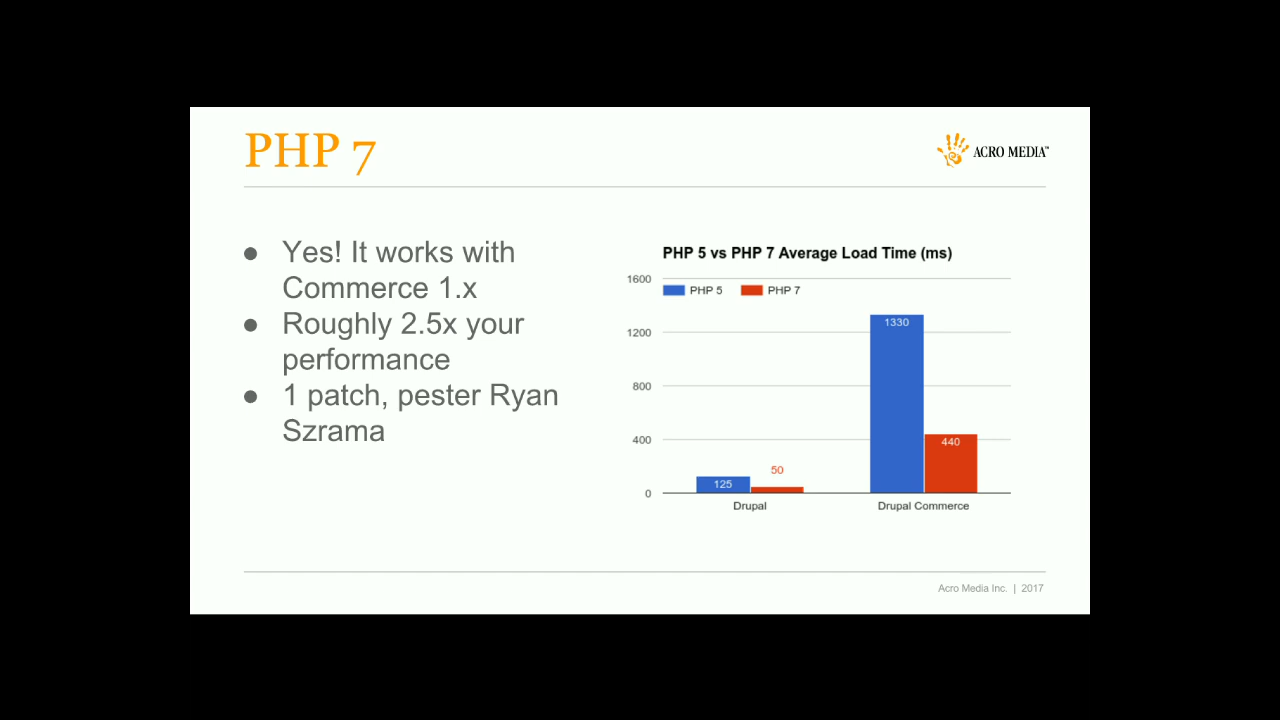 PHP 7
ACRO MEDIA™
● Yes! It works with
Commerce 1.x
● Roughly 2.5x your
performance
● 1 patch, pester Ryan
Szrama
PHP 5 vs PHP 7 Average Load Time (ms)
1600
PHP 5 PHP 7
1200
800
400
0
1330
440
125
50
Drupal
Drupal Commerce
Acro Media Inc. | 2017